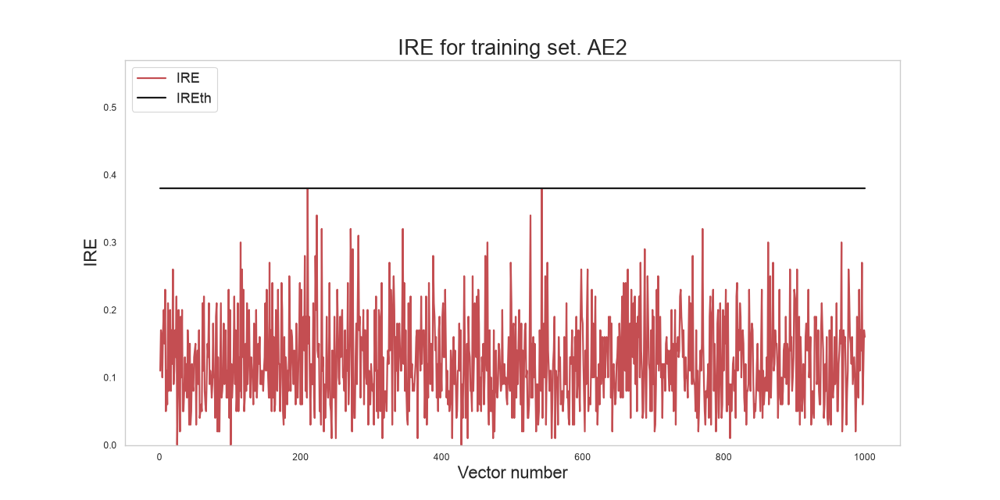 IRE for training set. AE2
IRE
IREth
0.5
0.4
0.3
0.2
0.1
0.0
IRE
0 200 400 600 800 1000
Vector number